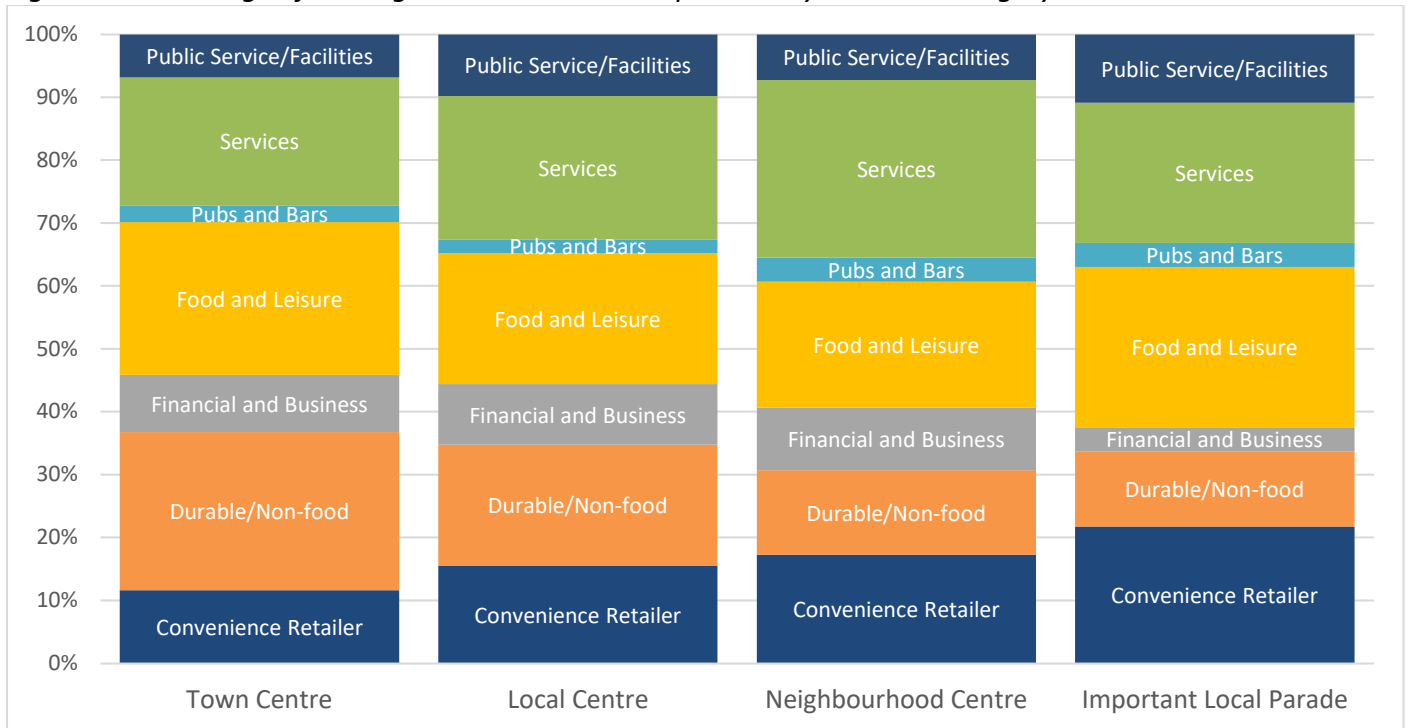 100%
90%
80%
70%
60%
50%
40%
30%
20%
10%
0%
Public Service/Facilities
Services
Pubs and Bars
Food and Leisure
Financial and Business
Durable/Non-food
Convenience Retailer
Public Service/Facilities
Services
Pubs and Bars
Food and Leisure
Financial and Business
Durable/Non-food
Convenience Retailer
Public Service/Facilities
Services
Pubs and Bars
Food and Leisure
Financial and Business
Durable/Non-food
Convenience Retailer
Public Service/Facilities
Services
Pubs and Bars
Food and Leisure
Financial and Business
Durable/Non-food
Convenience Retailer
Town Centre
Local Centre
Neighbourhood Centre
Important Local Parade